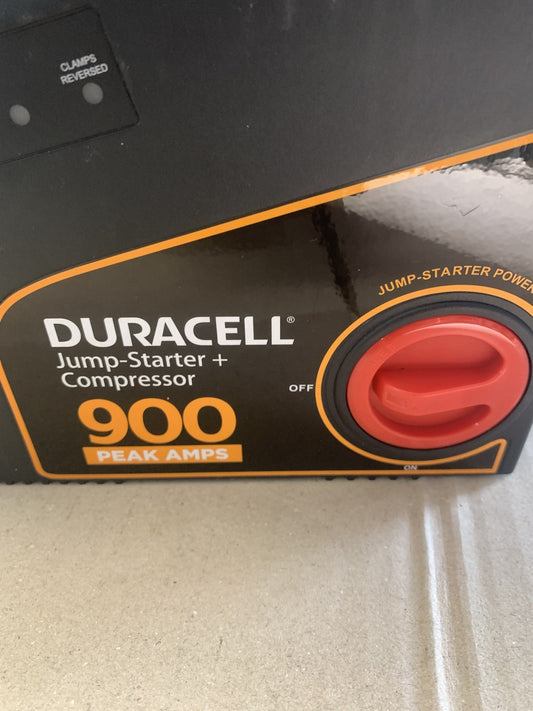 CLAMPS
REVERSED
JUMP-STARTER POWER
DURACELL®
Jump-Starter +
Compressor
OFF
900
PEAK AMPS
ON